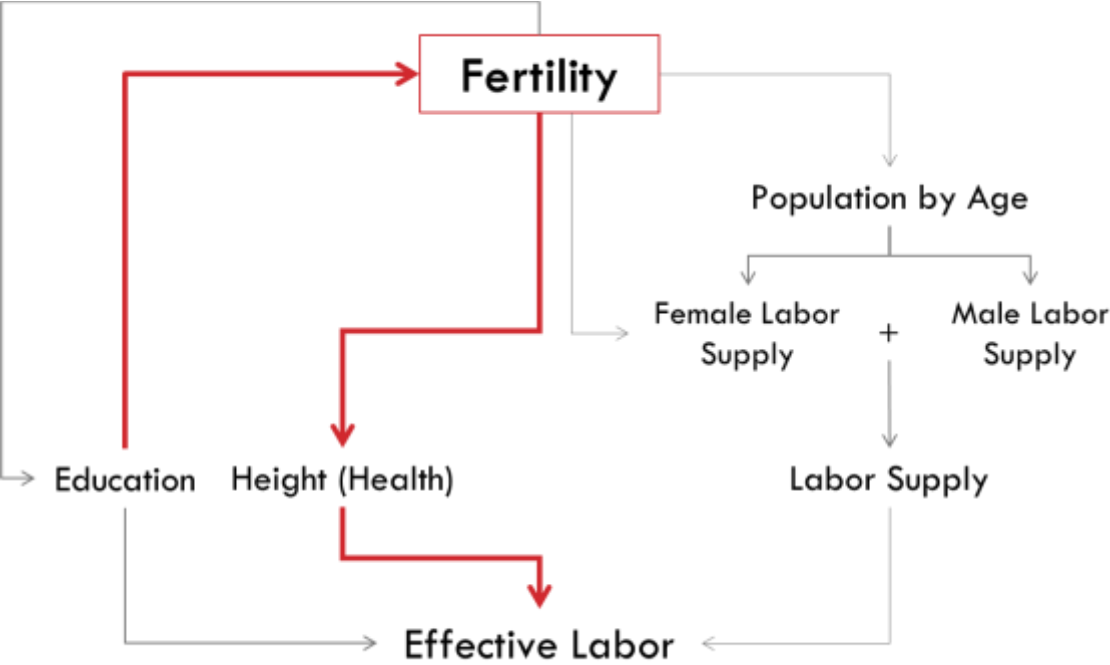 Fertility
Population by Age
Female Labor
Supply
+
Male Labor
Supply
Education
Height (Health)
Labor Supply
Effective Labor